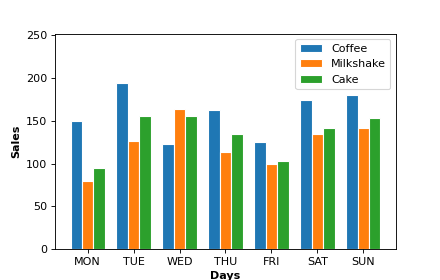 250
200
150
100
50
0
Sales
Coffee
Milkshake
Cake
MON TUE WED THU FRI SAT SUN
Days